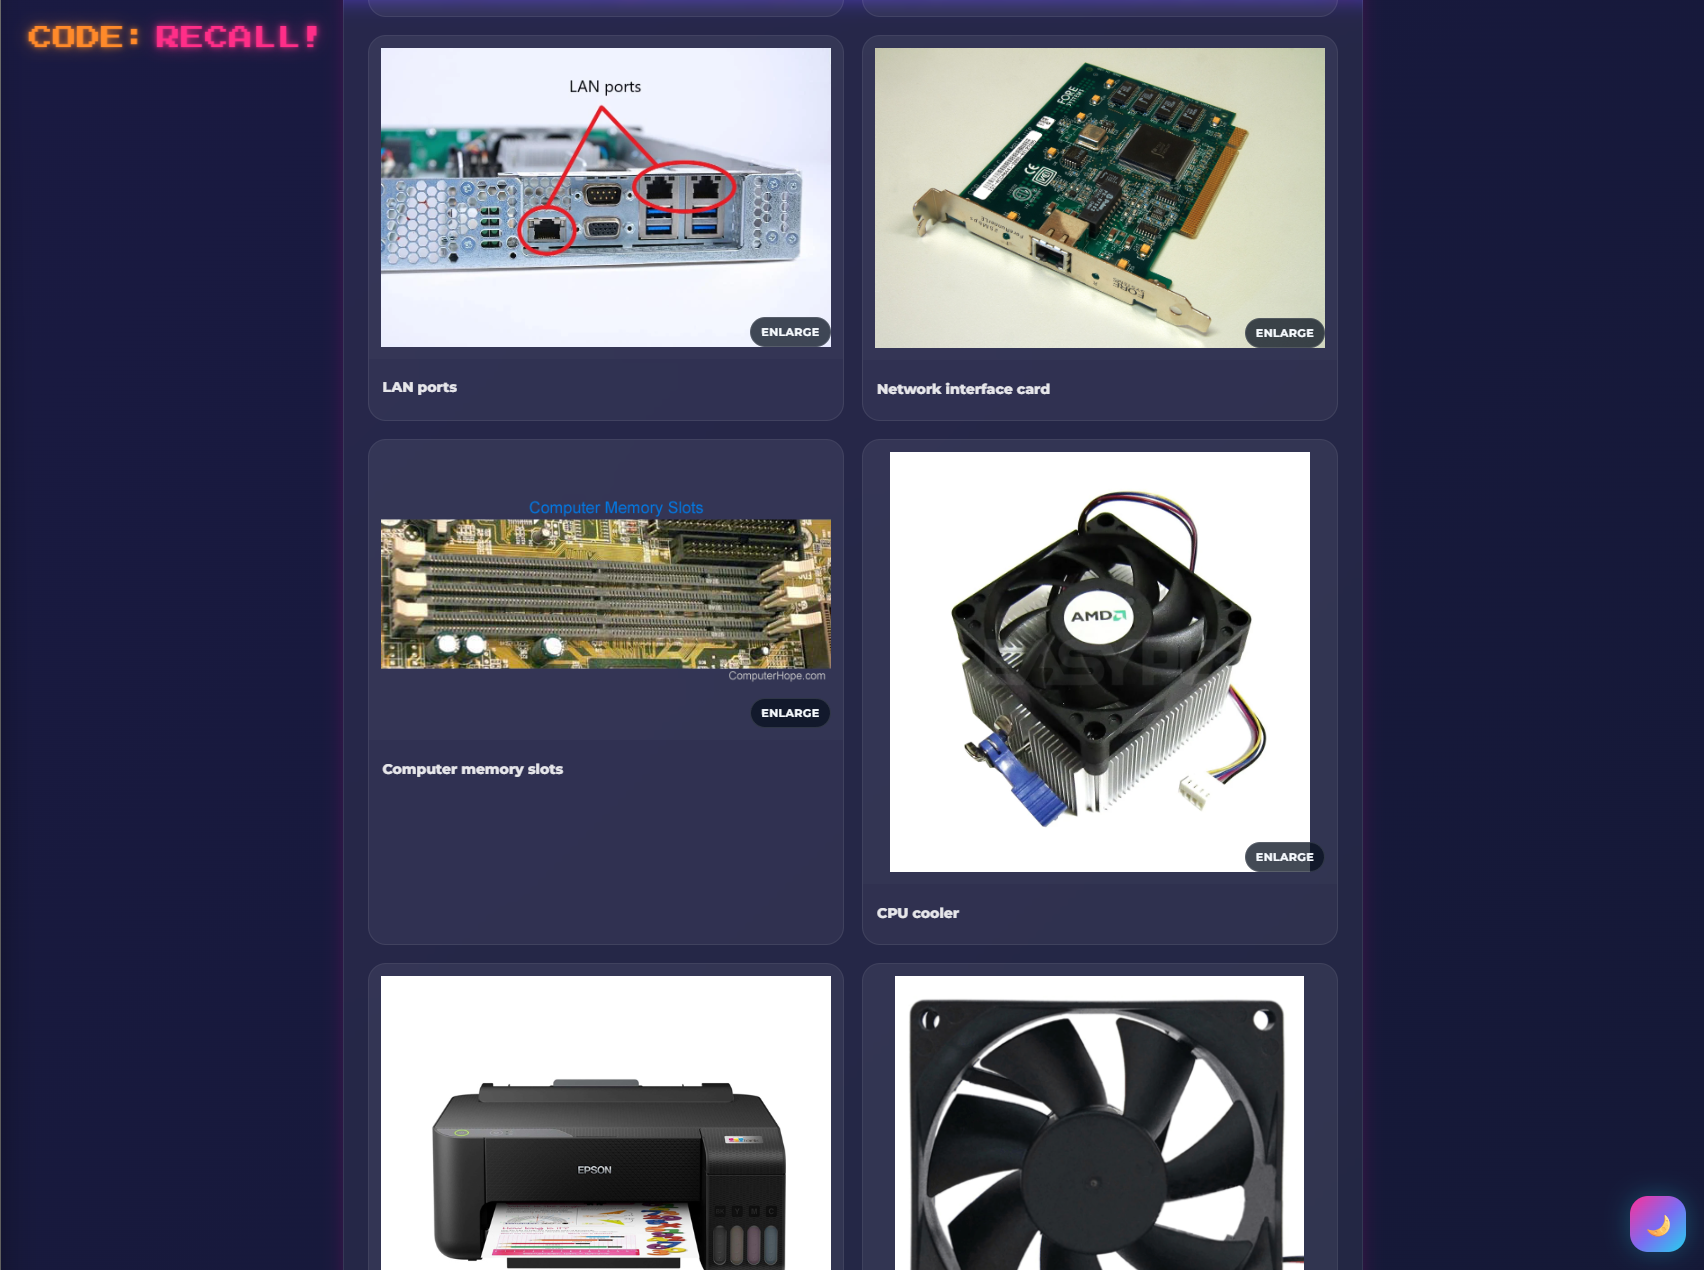 CODE: RECALL!
LAN ports
ENLARGE
LAN ports
FORE
ENLARGE
Network interface card
Computer Memory Slots
ComputerHope.com
ENLARGE
Computer memory slots
AMD
ENLARGE
CPU cooler
EPSON